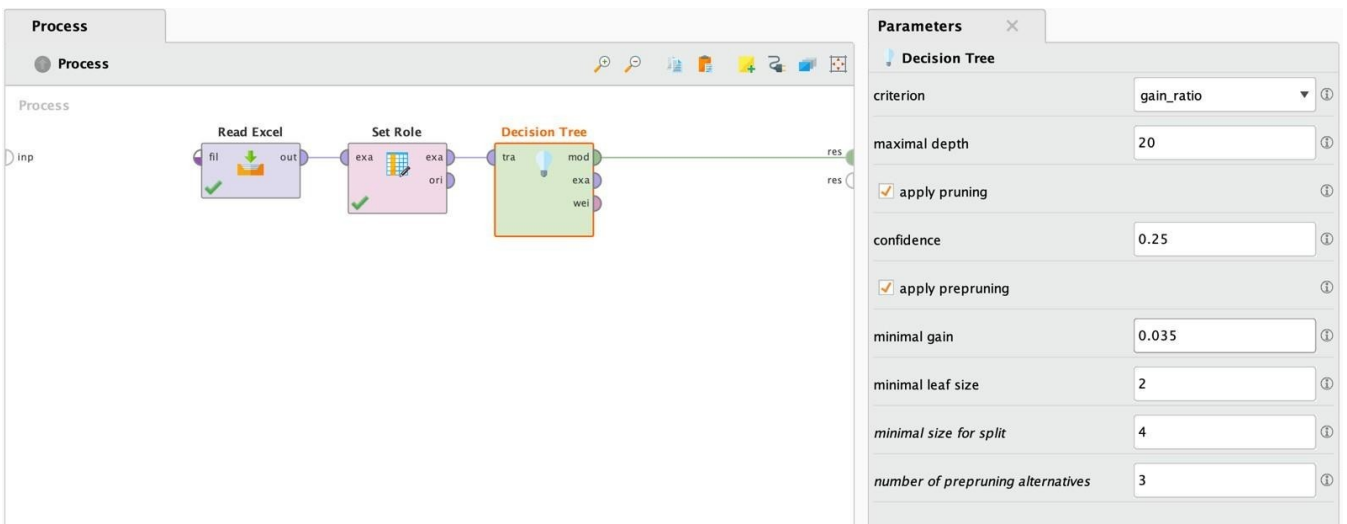 Process
Process
Process
inp
Read Excel
fil
out
Set Role
exa
exa
ori
Decision Tree
tra
mod
exa
wei
res
res
Parameters
Decision Tree
criterion
gain_ratio
maximal depth
20
apply pruning
confidence
0.25
apply prepruning
minimal gain
0.035
minimal leaf size
2
minimal size for split
4
number of prepruning alternatives
3